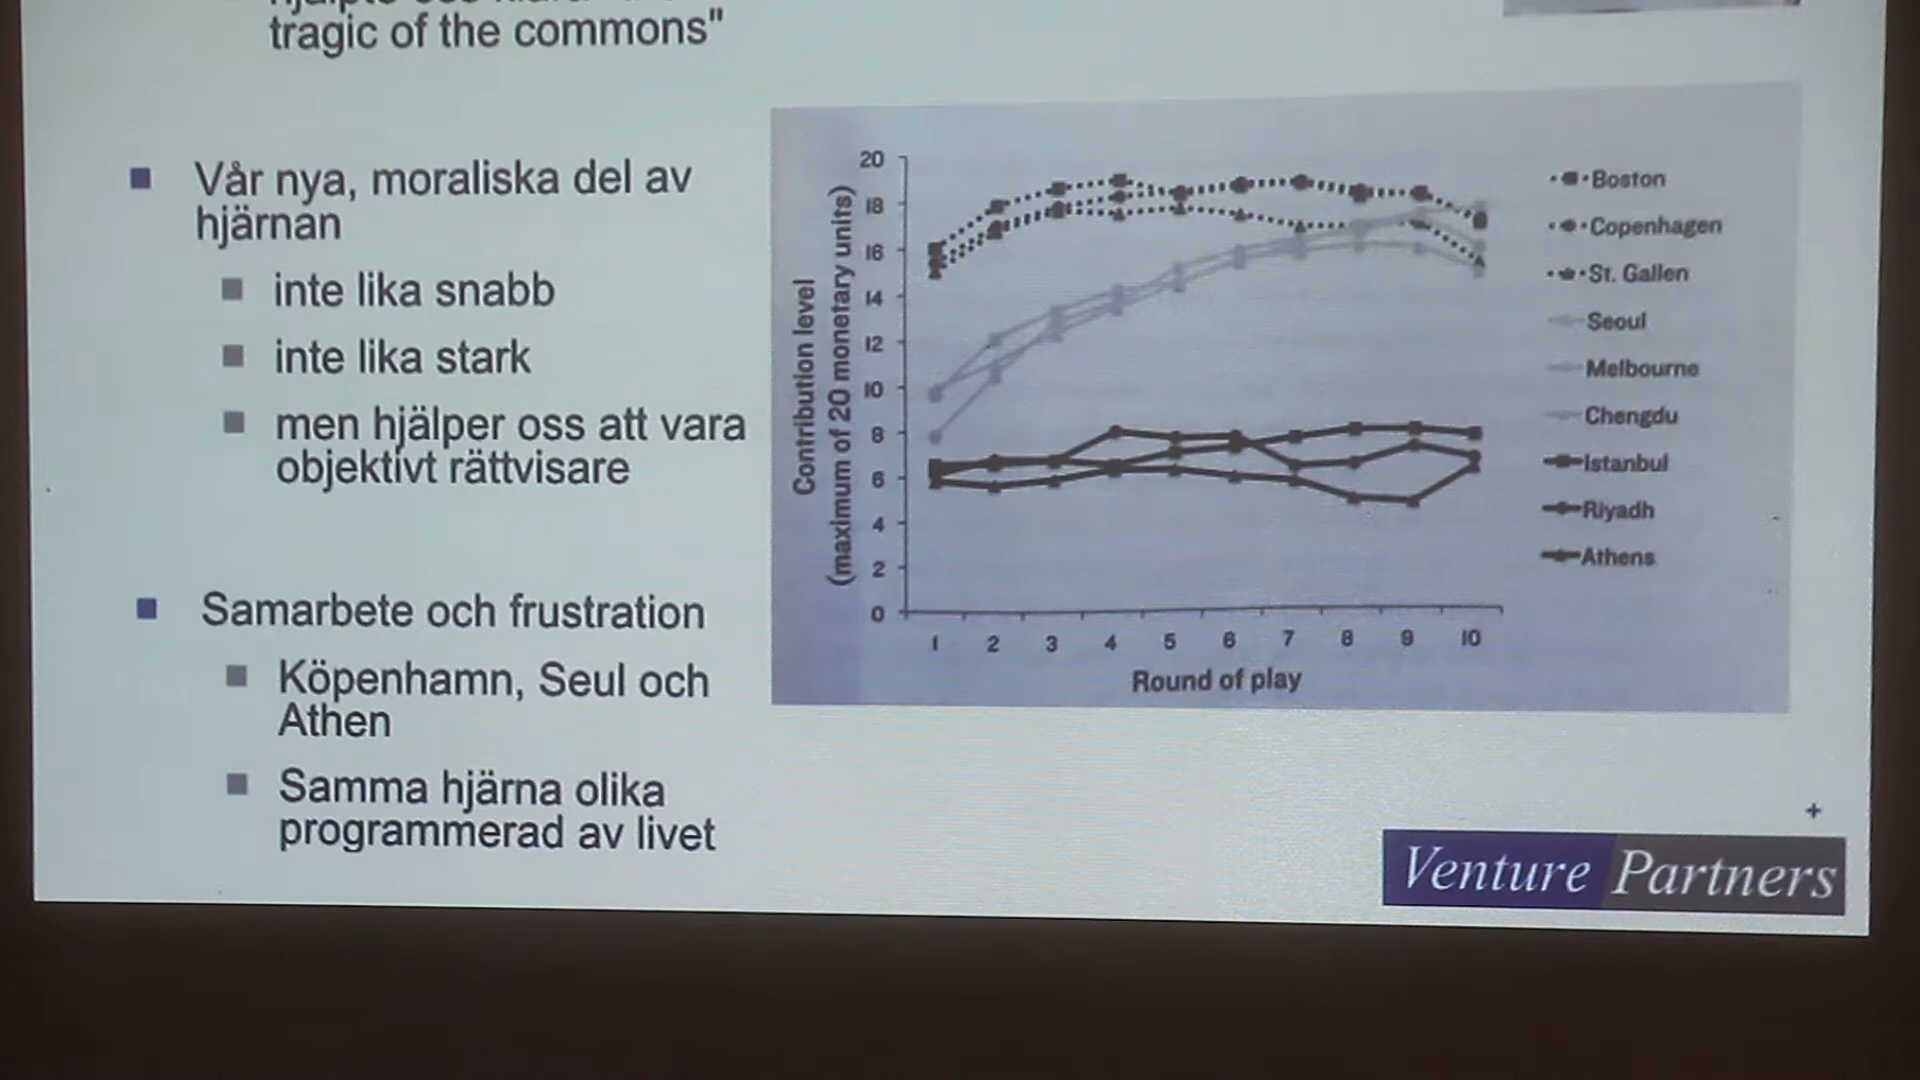 tragic of the commons"
Vår nya, moraliska del av
hjärnan
inte lika snabb
inte lika stark
men hjälper oss att vara
objektivt rättvisare
Samarbete och frustration
Köpenhamn, Seul och
Athen
Samma hjärna olika
programmerad av livet
Contribution level
(maximum of 20 monetary units)
20
18
16
14
12
10
8
6
4
2
0
1 2 3 4 5 6 7 8 9 10
Round of play
Boston
Copenhagen
St. Gallen
Seoul
Melbourne
Chengdu
Istanbul
Riyadh
Athens
Venture Partners